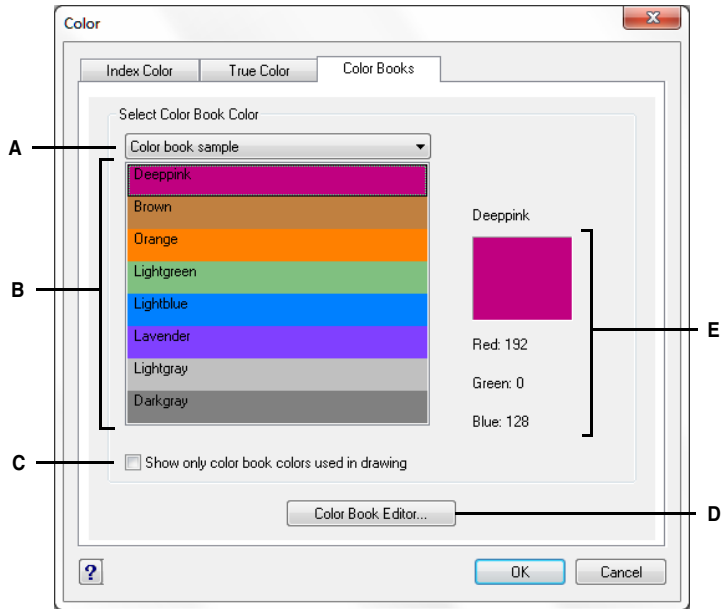 Color
Index Color
True Color
Color Books
Select Color Book Color
A
Color book sample
B
Deeppink
Brown
Orange
Lightgreen
Lightblue
Lavender
Lightgray
Darkgray
Deeppink
Red: 192
Green: 0
Blue: 128
E
C
Show only color book colors used in drawing
Color Book Editor...
D
?
OK
Cancel